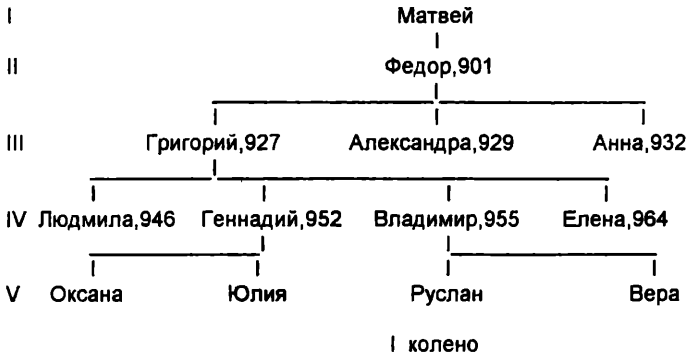 I Матвей
II Федор,901
III Григорий,927 Александра,929 Анна,932
IV Людмила,946 Геннадий,952 Владимир,955 Елена,964
V Оксана Юлия Руслан Вера
I колено